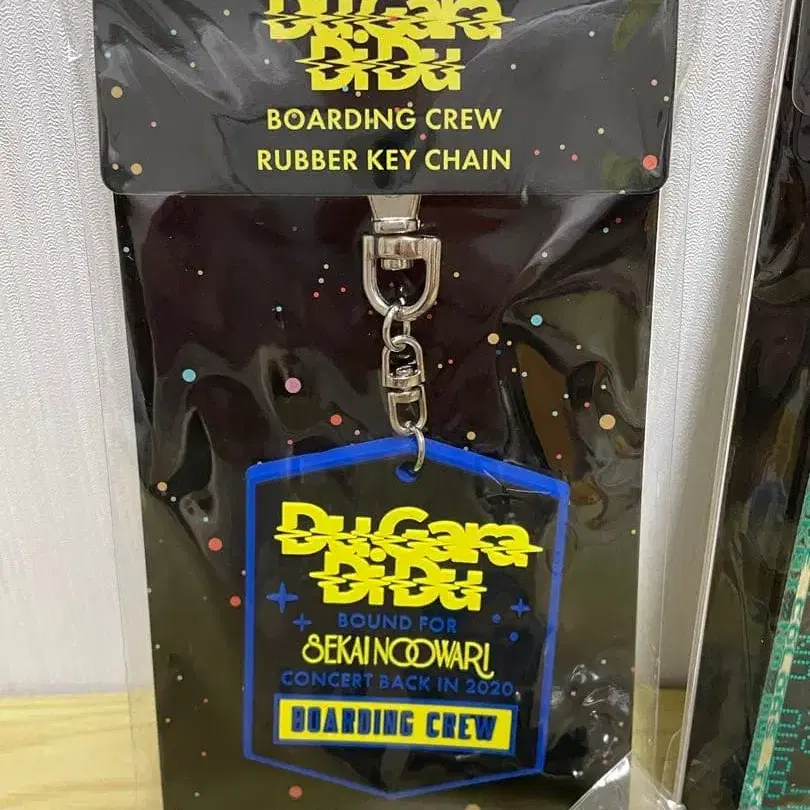 Du.Gara
Di Du
BOARDING CREW
RUBBER KEY CHAIN
Du.Gara
Di Du
BOUND FOR
SEKAI NO OWARI
CONCERT BACK IN 2020
BOARDING CREW